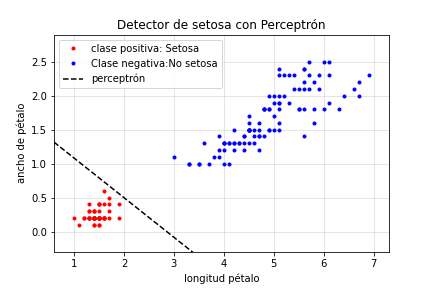 Detector de setosa con Perceptrón
clase positiva: Setosa
clase negativa:No setosa
perceptrón
ancho de pétalo
2.5
2.0
1.5
1.0
0.5
0.0
1
2
3
4
5
6
7
longitud pétalo